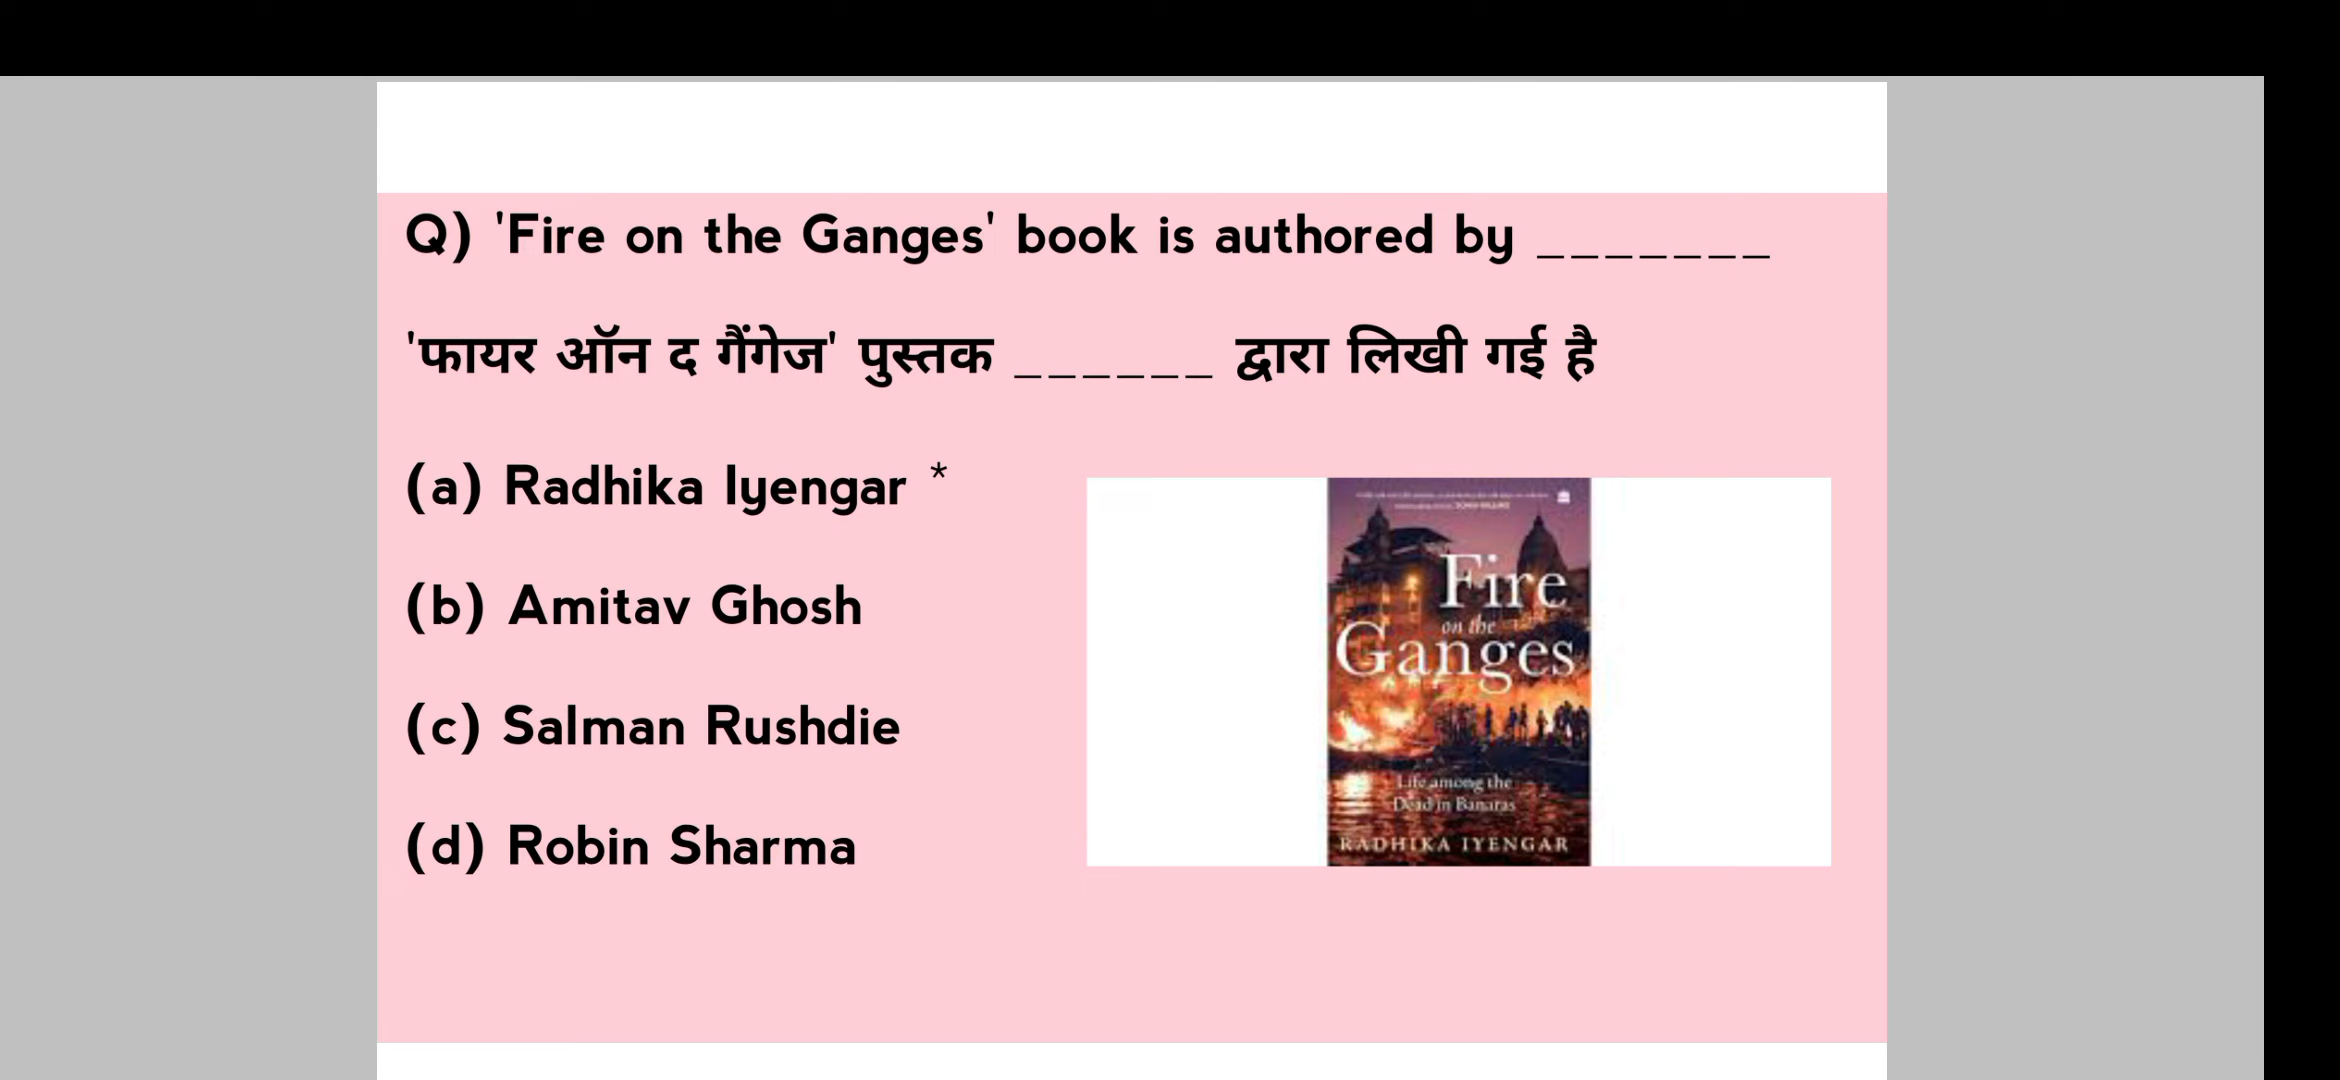 Q) 'Fire on the Ganges' book is authored by _______
'फायर ऑन द गैंगेज' पुस्तक ______ द्वारा लिखी गई है
(a) Radhika Iyengar *
(b) Amitav Ghosh
(c) Salman Rushdie
(d) Robin Sharma
Fire
on the
Ganges
Life among the
Dead in Banaras
RADHIKA IYENGAR